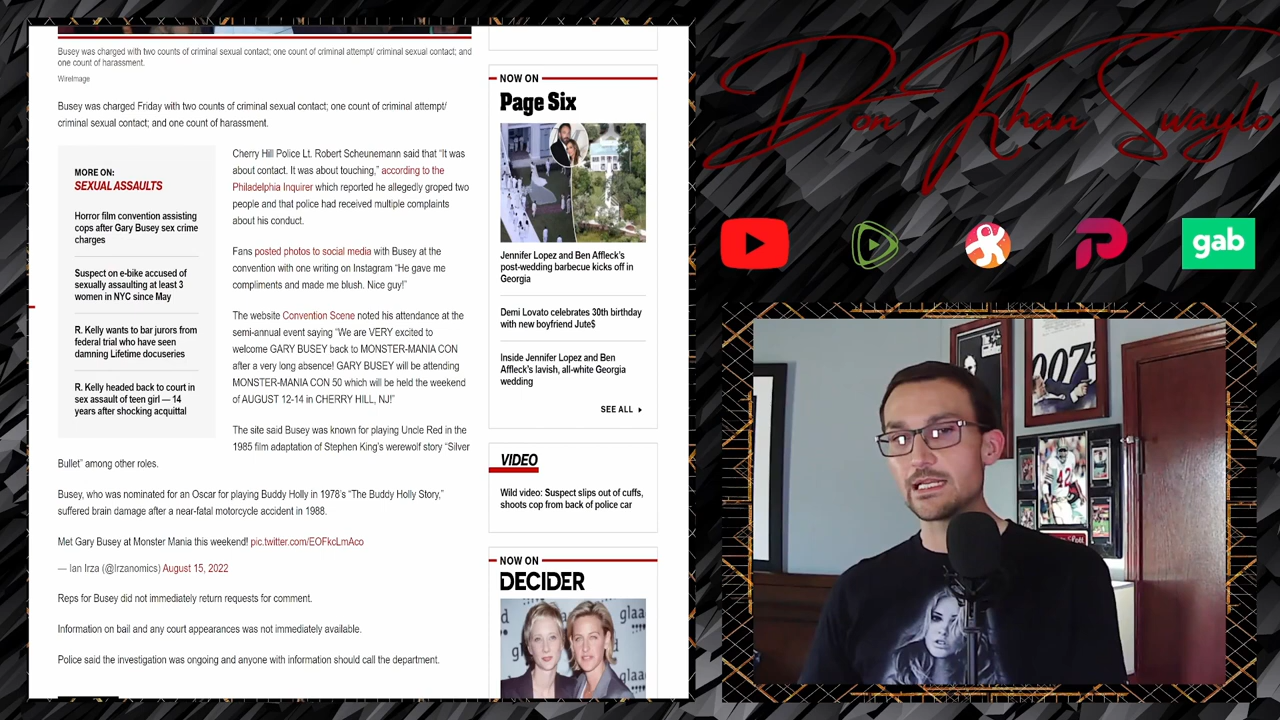 Busey was charged with two counts of criminal sexual contact; one count of criminal attempt/ criminal sexual contact; and
one count of harassment.
WireImage
Busey was charged Friday with two counts of criminal sexual contact; one count of criminal attempt/
criminal sexual contact; and one count of harassment.
MORE ON:
SEXUAL ASSAULTS
Horror film convention assisting
cops after Gary Busey sex crime
charges
Suspect on e-bike accused of
sexually assaulting at least 3
women in NYC since May
R. Kelly wants to bar jurors from
federal trial who have seen
damning Lifetime docuseries
R. Kelly headed back to court in
sex assault of teen girl — 14
years after shocking acquittal
Cherry Hill Police Lt. Robert Scheunemann said that “It was
about contact. It was about touching,” according to the
Philadelphia Inquirer which reported he allegedly groped two
people and that police had received multiple complaints
about his conduct.
Fans posted photos to social media with Busey at the
convention with one writing on Instagram “He gave me
compliments and made me blush. Nice guy!”
The website Convention Scene noted his attendance at the
semi-annual event saying “We are VERY excited to
welcome GARY BUSEY back to MONSTER-MANIA CON
after a very long absence! GARY BUSEY will be attending
MONSTER-MANIA CON 50 which will be held the weekend
of AUGUST 12-14 in CHERRY HILL, NJ!”
The site said Busey was known for playing Uncle Red in the
1985 film adaptation of Stephen King’s werewolf story “Silver
Bullet” among other roles.
Busey, who was nominated for an Oscar for playing Buddy Holly in 1978’s “The Buddy Holly Story,”
suffered brain damage after a near-fatal motorcycle accident in 1988.
Met Gary Busey at Monster Mania this weekend! pic.twitter.com/EOFkcLmAco
— Ian Irza (@Irzanomics) August 15, 2022
Reps for Busey did not immediately return requests for comment.
Information on bail and any court appearances was not immediately available.
Police said the investigation was ongoing and anyone with information should call the department.
NOW ON
Page Six
Jennifer Lopez and Ben Affleck’s
post-wedding barbecue kicks off in
Georgia
Demi Lovato celebrates 30th birthday
with new boyfriend Jute$
Inside Jennifer Lopez and Ben
Affleck’s lavish, all-white Georgia
wedding
SEE ALL
VIDEO
Wild video: Suspect slips out of cuffs,
shoots cop from back of police car
NOW ON
DECIDER
glaa
Don Khan Swaylo
gab
007
42